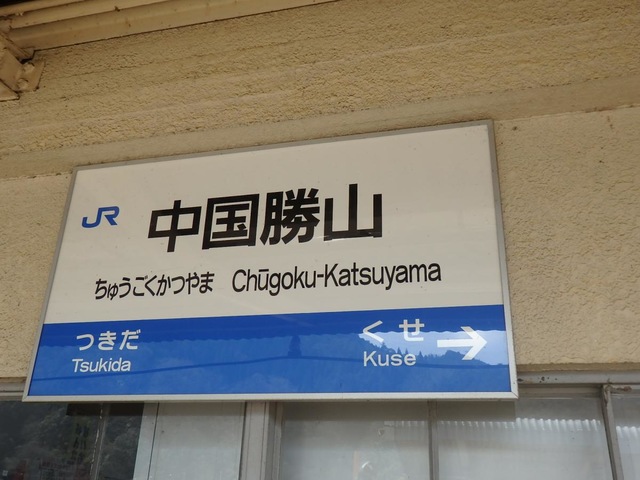 JR 中国勝山
ちゅうごくかつやま Chūgoku-Katsuyama
つきだ くせ
Tsukida Kuse